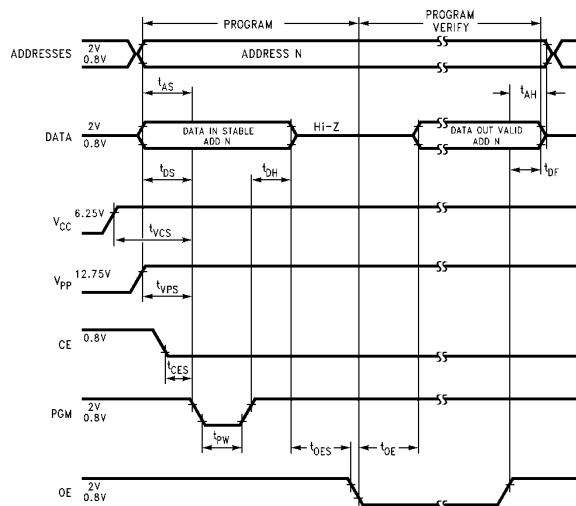 PROGRAM
PROGRAM
VERIFY
ADDRESSES
2V
0.8V
ADDRESS N
tAS
tAH
DATA
2V
0.8V
DATA IN STABLE
ADD N
Hi-Z
DATA OUT VALID
ADD N
tDS
tDH
tDF
VCC
6.25V
tVCS
VPP
12.75V
tVPS
CE
0.8V
tCES
PGM
2V
0.8V
tPW
tOES
tOE
OE
2V
0.8V